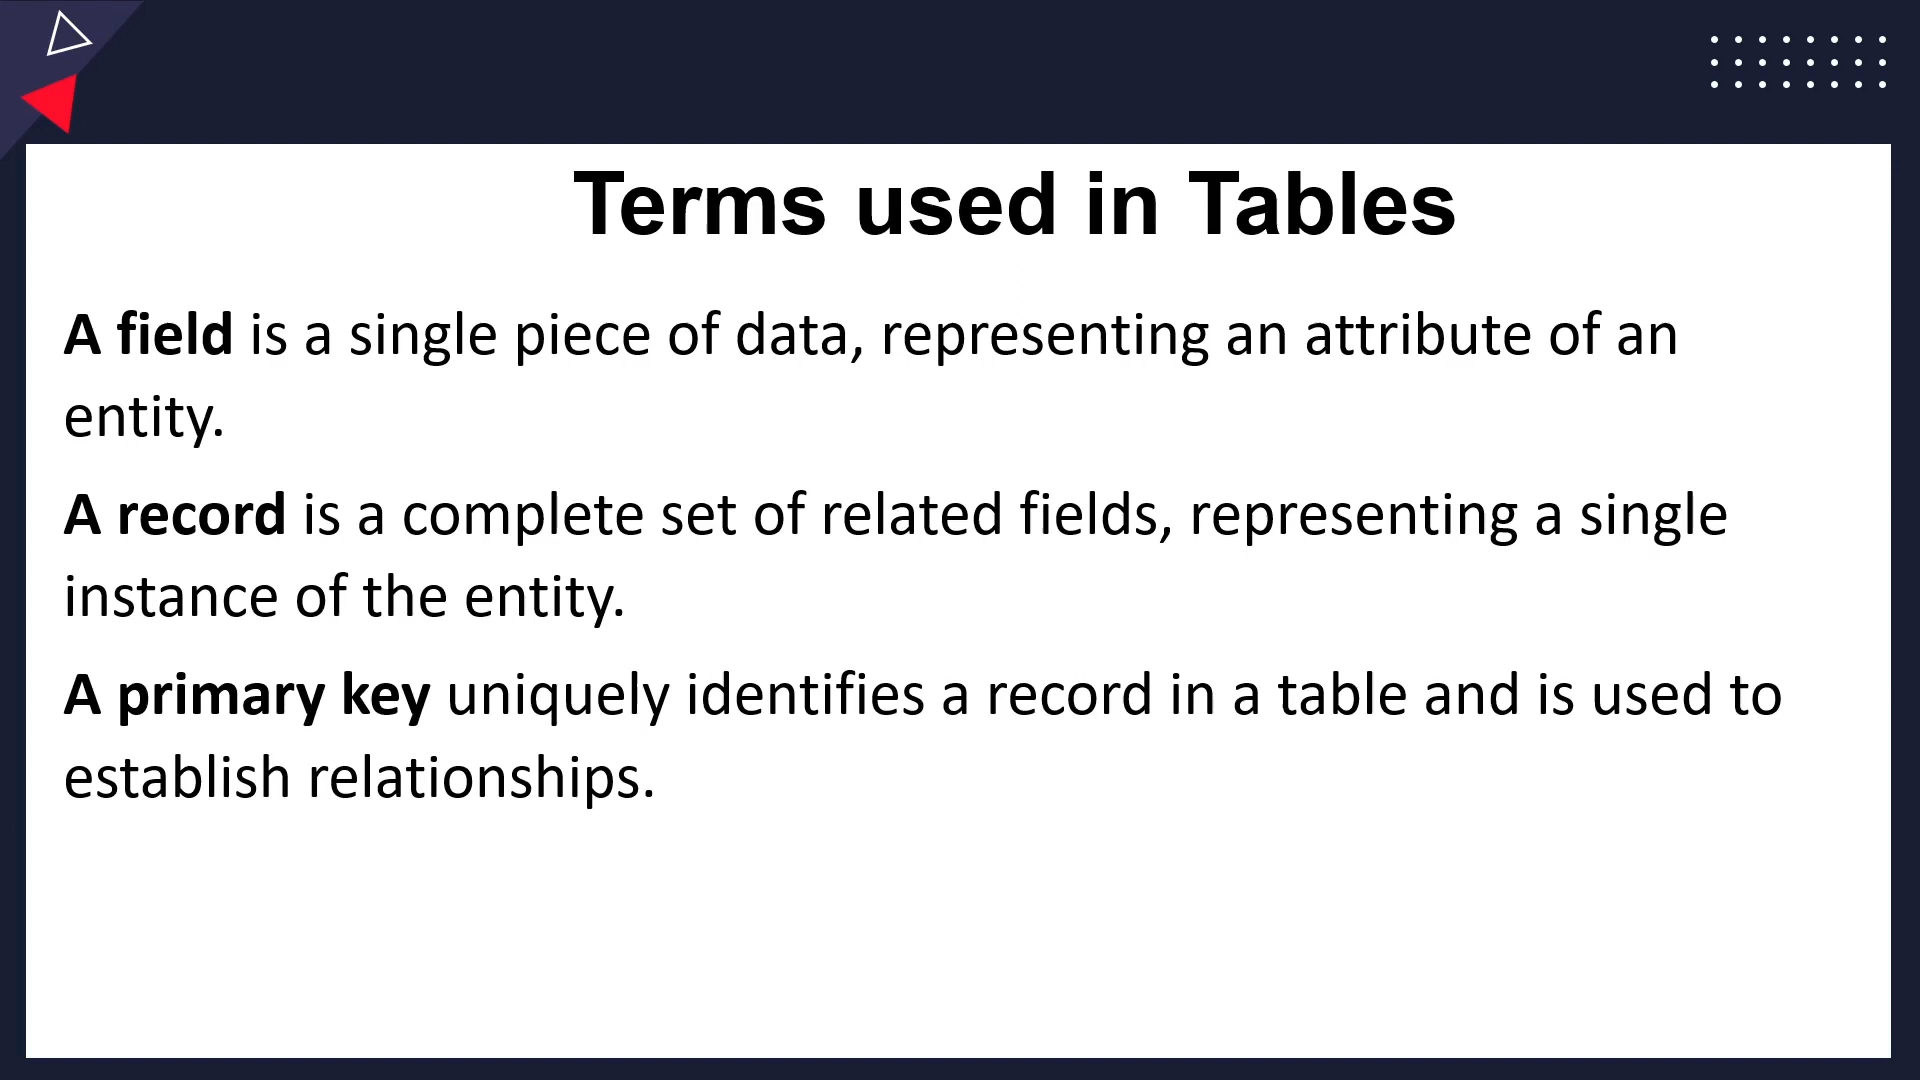 Terms used in Tables
A field is a single piece of data, representing an attribute of an
entity.
A record is a complete set of related fields, representing a single
instance of the entity.
A primary key uniquely identifies a record in a table and is used to
establish relationships.